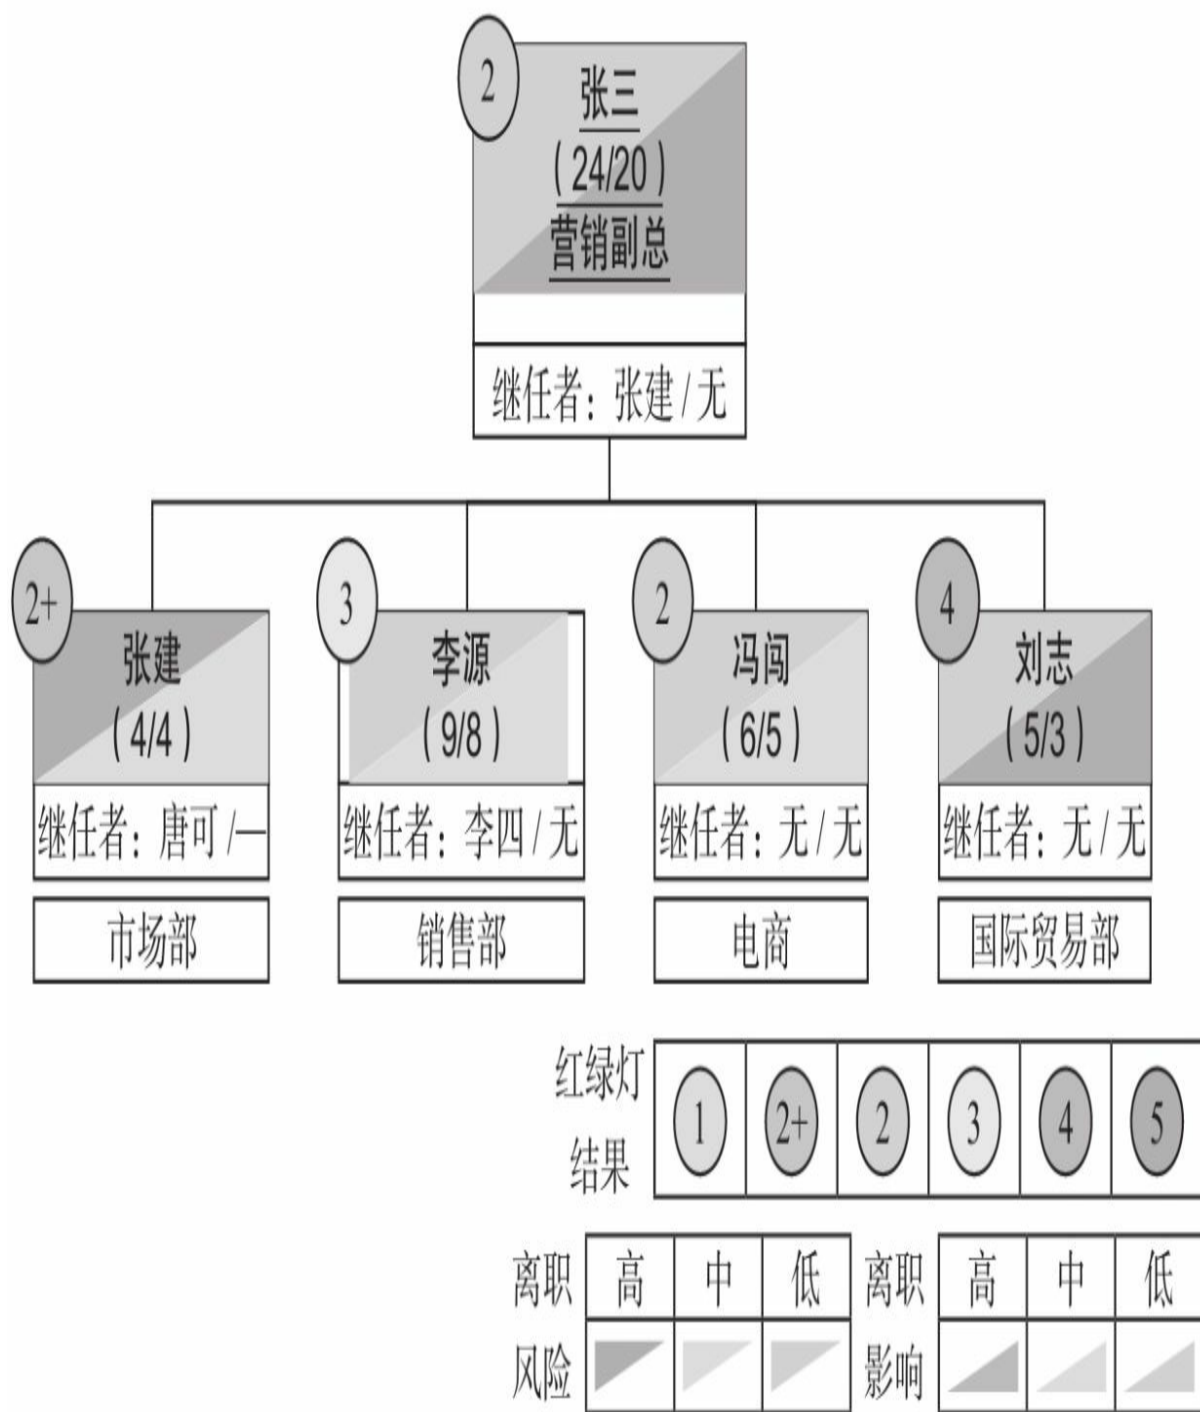 2
张三
(24/20)
营销副总
继任者：张建/无
2+
张建
(4/4)
继任者：唐可/—
市场部
3
李源
(9/8)
继任者：李四/无
销售部
2
冯闯
(6/5)
继任者：无/无
电商
4
刘志
(5/3)
继任者：无/无
国际贸易部
红绿灯
结果
1 2+ 2 3 4 5
离职
风险
高 中 低
离职
影响
高 中 低